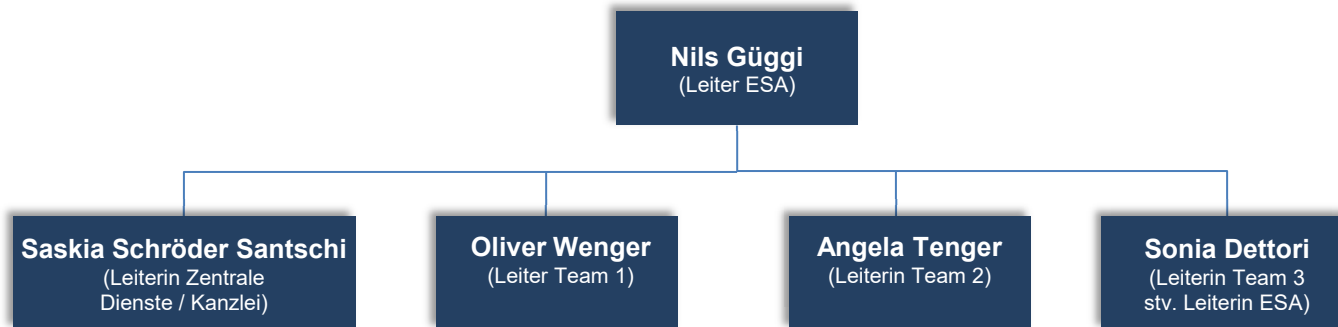 Nils Güggi
(Leiter ESA)
Saskia Schröder Santschi
(Leiterin Zentrale
Dienste / Kanzlei)
Oliver Wenger
(Leiter Team 1)
Angela Tenger
(Leiterin Team 2)
Sonia Dettori
(Leiterin Team 3
stv. Leiterin ESA)